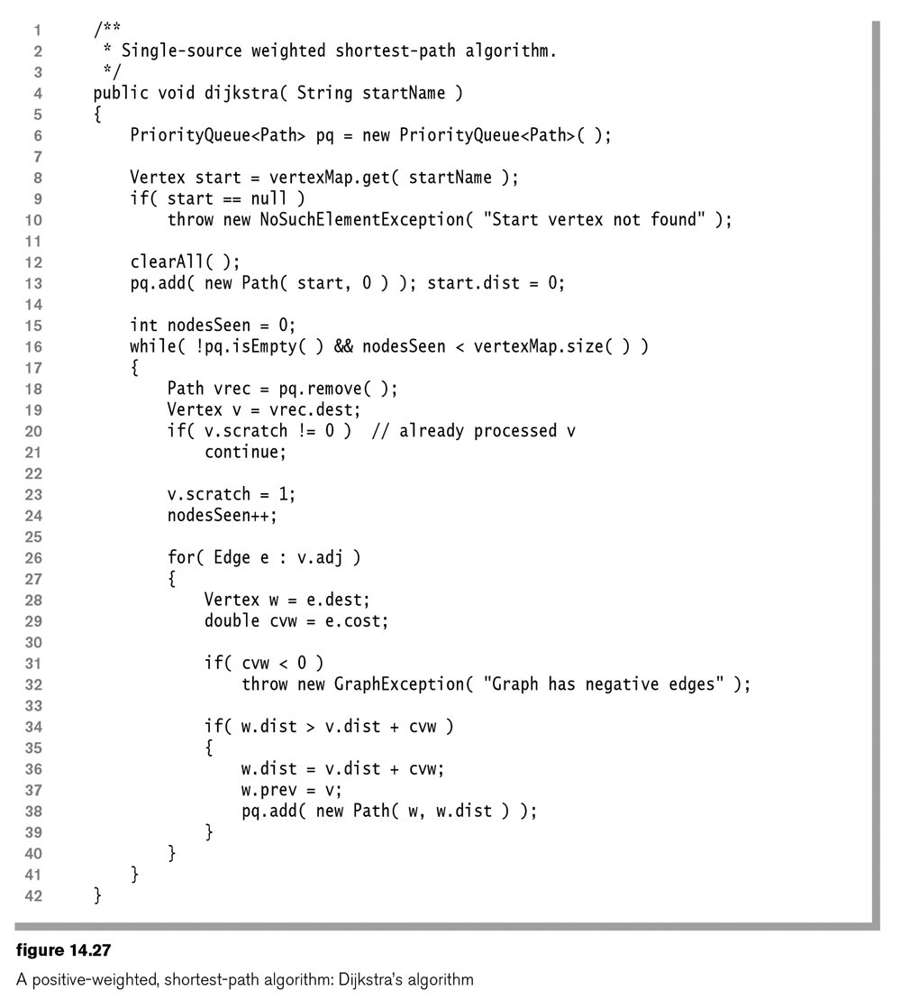 1 /**
2 * Single-source weighted shortest-path algorithm.
3 */
4 public void dijkstra( String startName )
5 {
6 PriorityQueue<Path> pq = new PriorityQueue<Path>( );
7
8 Vertex start = vertexMap.get( startName );
9 if( start == null )
10 throw new NoSuchElementException( "Start vertex not found" );
11
12 clearAll( );
13 pq.add( new Path( start, 0 ) ); start.dist = 0;
14
15 int nodesSeen = 0;
16 while( !pq.isEmpty( ) && nodesSeen < vertexMap.size( ) )
17 {
18 Path vrec = pq.remove( );
19 Vertex v = vrec.dest;
20 if( v.scratch != 0 ) // already processed v
21 continue;
22
23 v.scratch = 1;
24 nodesSeen++;
25
26 for( Edge e : v.adj )
27 {
28 Vertex w = e.dest;
29 double cvw = e.cost;
30
31 if( cvw < 0 )
32 throw new GraphException( "Graph has negative edges" );
33
34 if( w.dist > v.dist + cvw )
35 {
36 w.dist = v.dist + cvw;
37 w.prev = v;
38 pq.add( new Path( w, w.dist ) );
39 }
40 }
41 }
42 }
figure 14.27
A positive-weighted, shortest-path algorithm: Dijkstra's algorithm